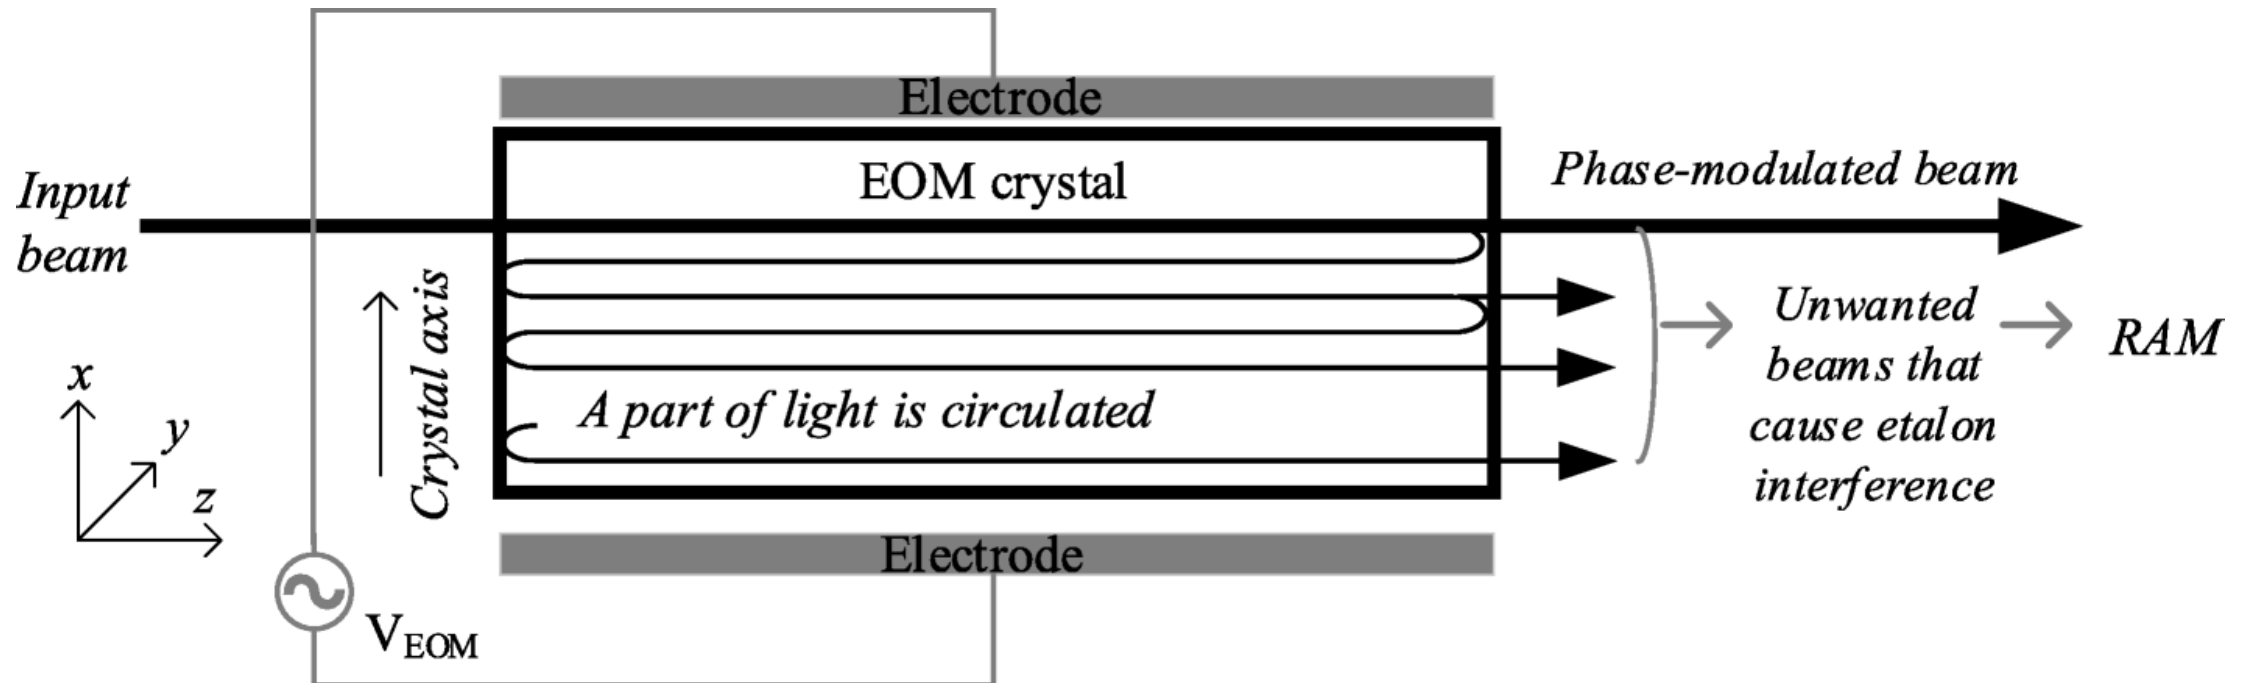 Electrode
EOM crystal
Input
beam
Phase-modulated beam
Crystal axis
Unwanted
beams that
cause etalon
interference
RAM
A part of light is circulated
x
y
z
Electrode
VEOM